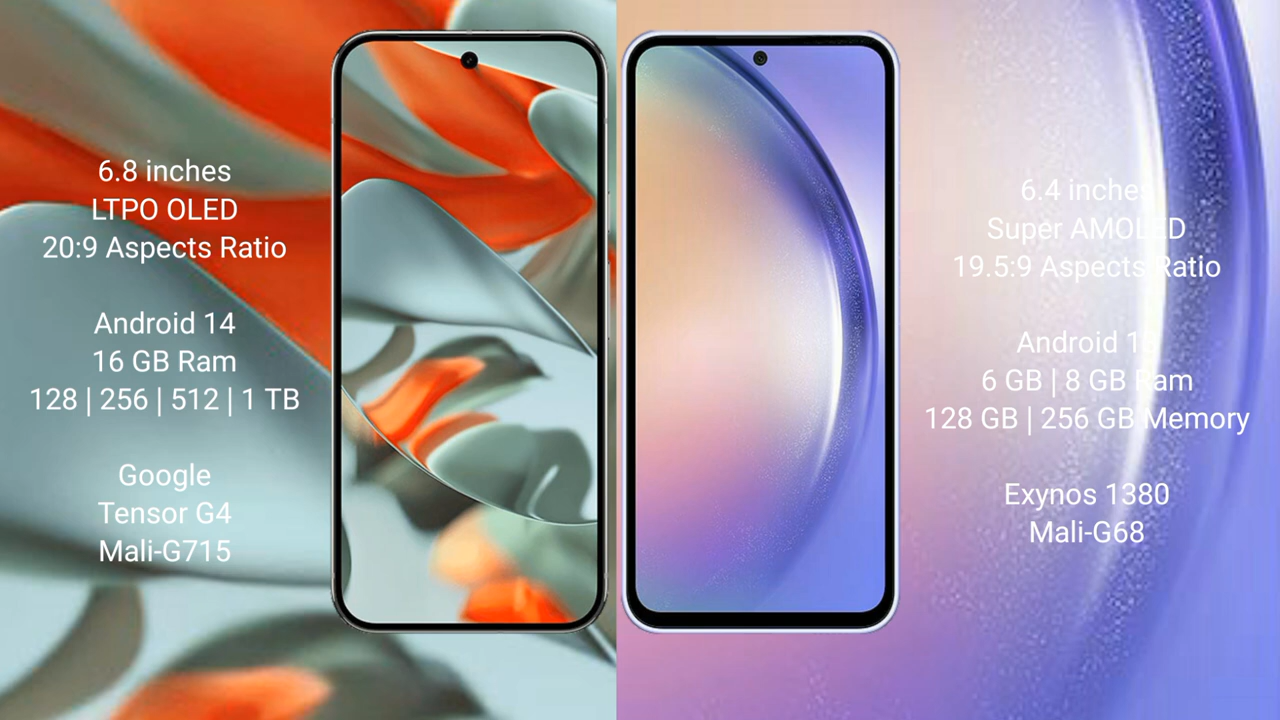 6.8 inches
LTPO OLED
20:9 Aspects Ratio
Android 14
16 GB Ram
128 | 256 | 512 | 1 TB
Google
Tensor G4
Mali-G715
6.4 inches
Super AMOLED
19.5:9 Aspects Ratio
Android
6 GB | 8 GB Ram
128 GB | 256 GB Memory
Exynos 1380
Mali-G68